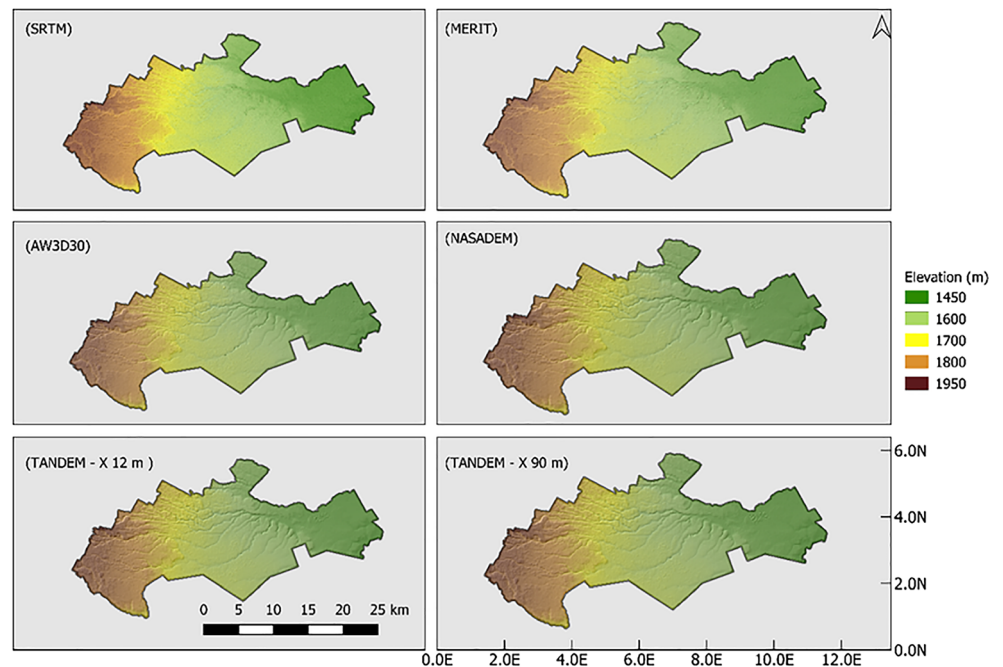 (SRTM)
(MERIT)
(AW3D30)
(NASADEM)
Elevation (m)
1450
1600
1700
1800
1950
(TANDEM - X 12 m )
(TANDEM - X 90 m)
6.0N
4.0N
2.0N
0.0N
0 5 10 15 20 25 km
0.0E 2.0E 4.0E 6.0E 8.0E 10.0E 12.0E